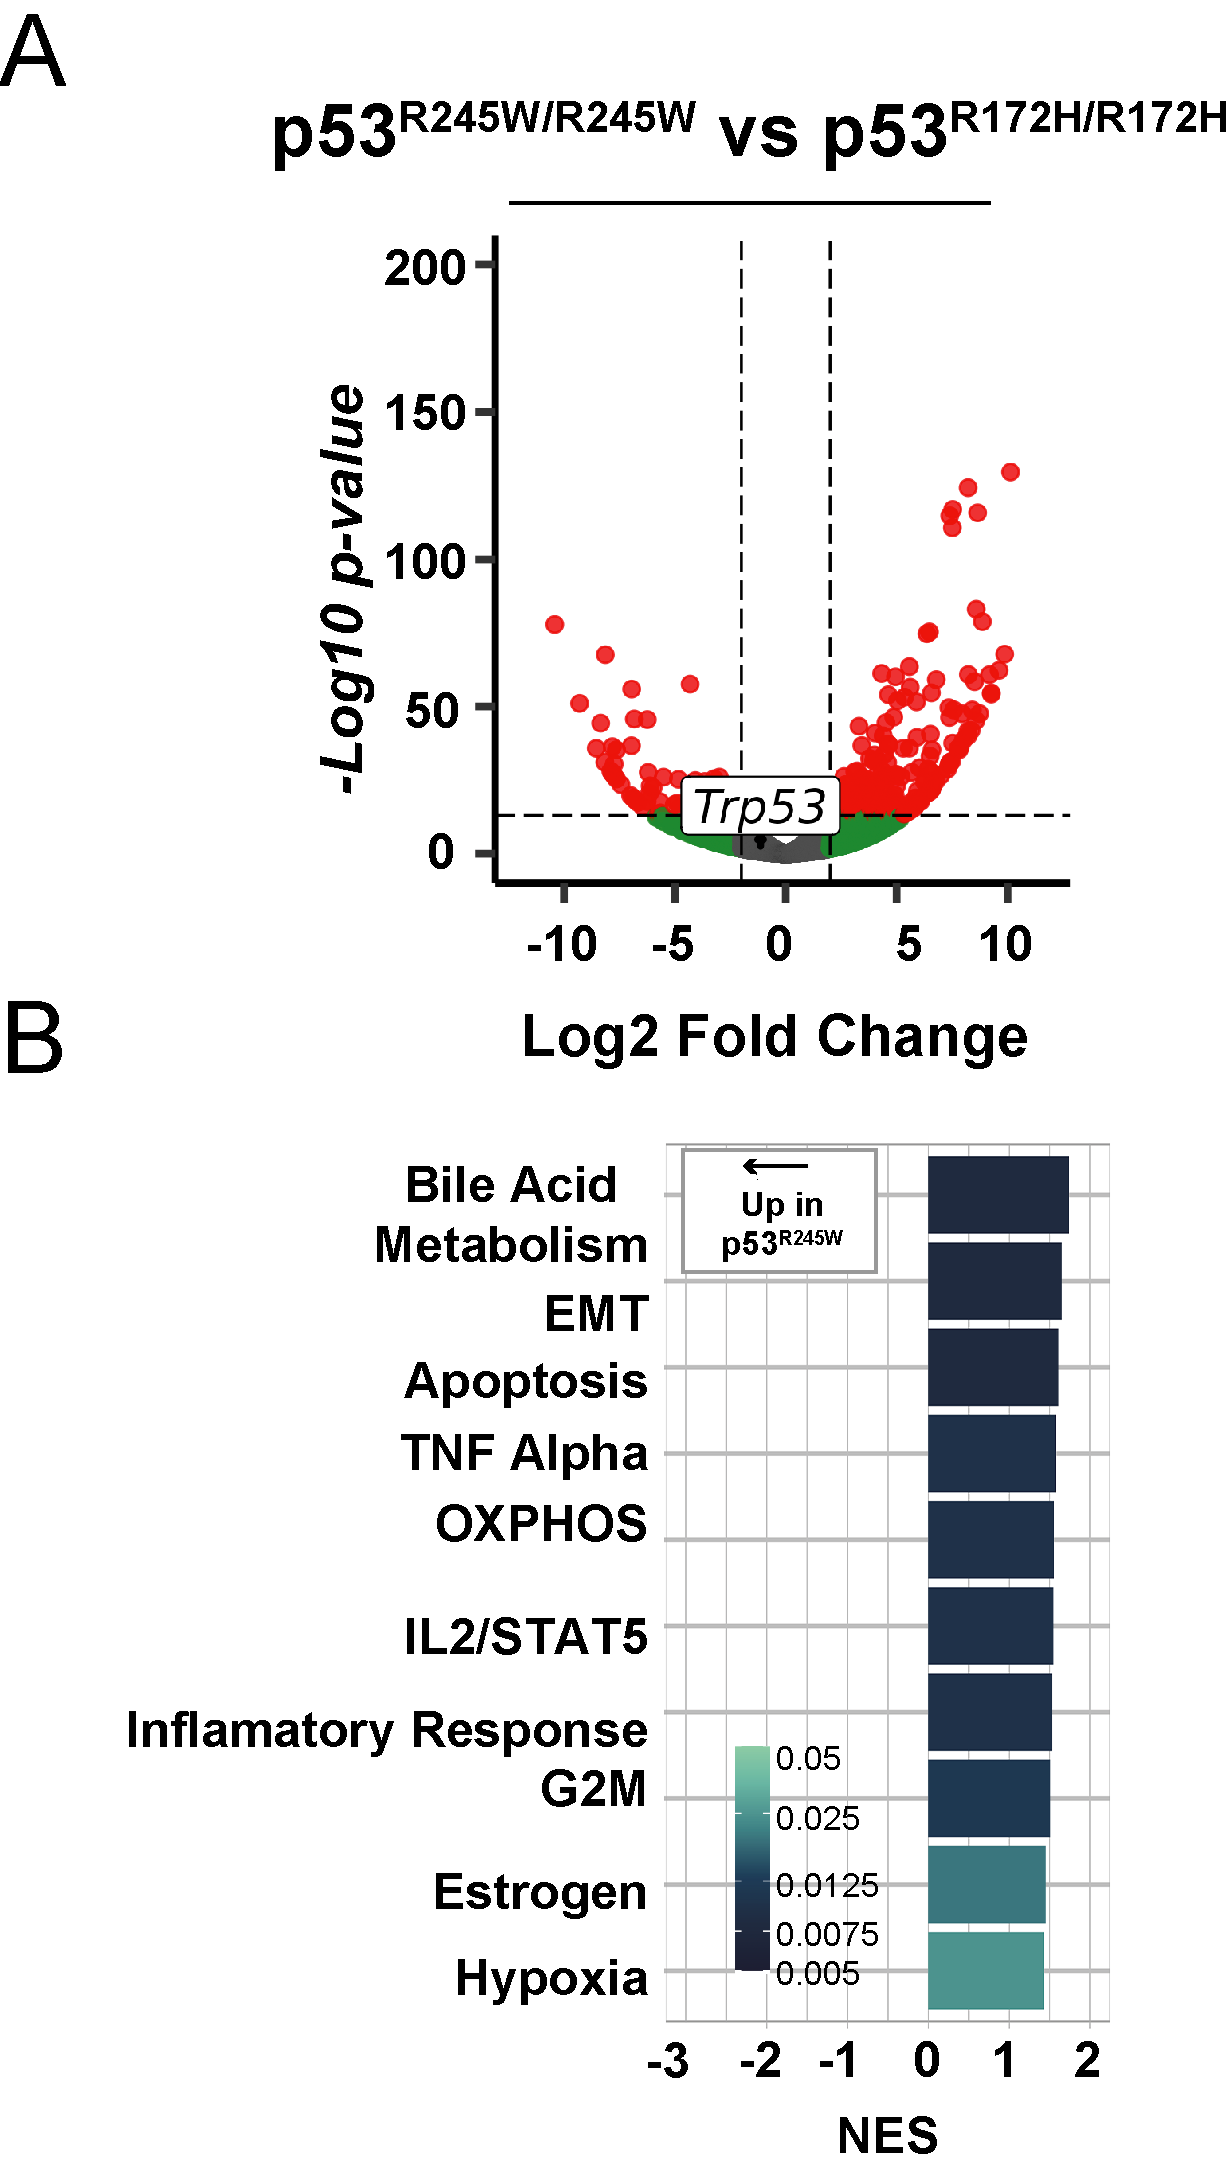 A
p53R245W/R245W vs p53R172H/R172H
200
150
100
50
0
-Log10 p-value
Trp53
-10 -5 0 5 10
Log2 Fold Change
B
Up in
p53R245W
Bile Acid
Metabolism
EMT
Apoptosis
TNF Alpha
OXPHOS
IL2/STAT5
Inflamatory Response
G2M
Estrogen
Hypoxia
0.05
0.025
0.0125
0.0075
0.005
-3 -2 -1 0 1 2
NES